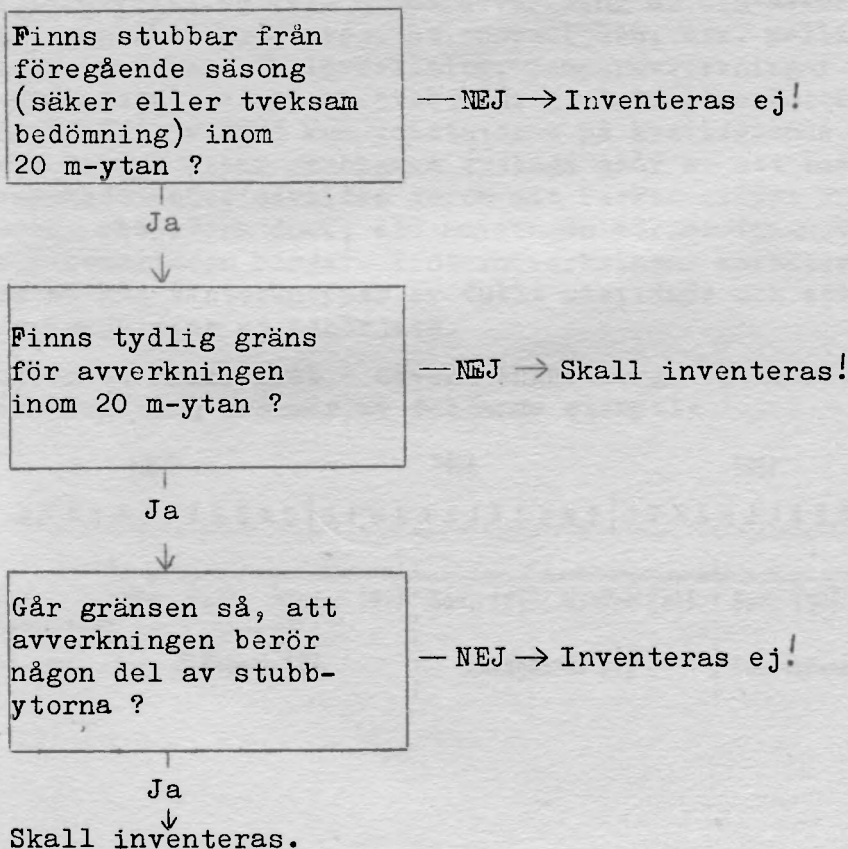 Finns stubbar från
föregående säsong
(säker eller tveksam
bedömning) inom
20 m-ytan ?
NEJ → Inventeras ej!
Ja
Finns tydlig gräns
för avverkningen
inom 20 m-ytan ?
NEJ → Skall inventeras!
Ja
Går gränsen så, att
avverkningen berör
någon del av stubb-
ytorna ?
NEJ → Inventeras ej!
Ja
Skall inventeras.